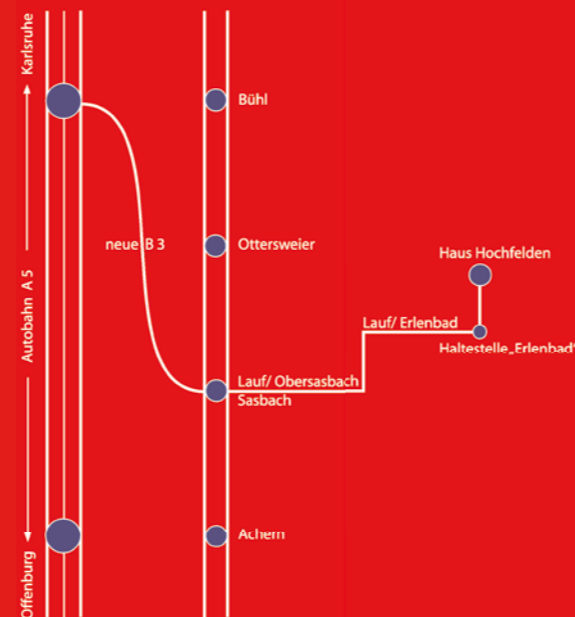 Karlsruhe
Bühl
neue B 3
Ottersweier
Haus Hochfelden
Autobahn A 5
Lauf/ Erlenbad
Haltestelle„Erlenbad“
Lauf/ Obersasbach
Sasbach
Achern
Offenburg